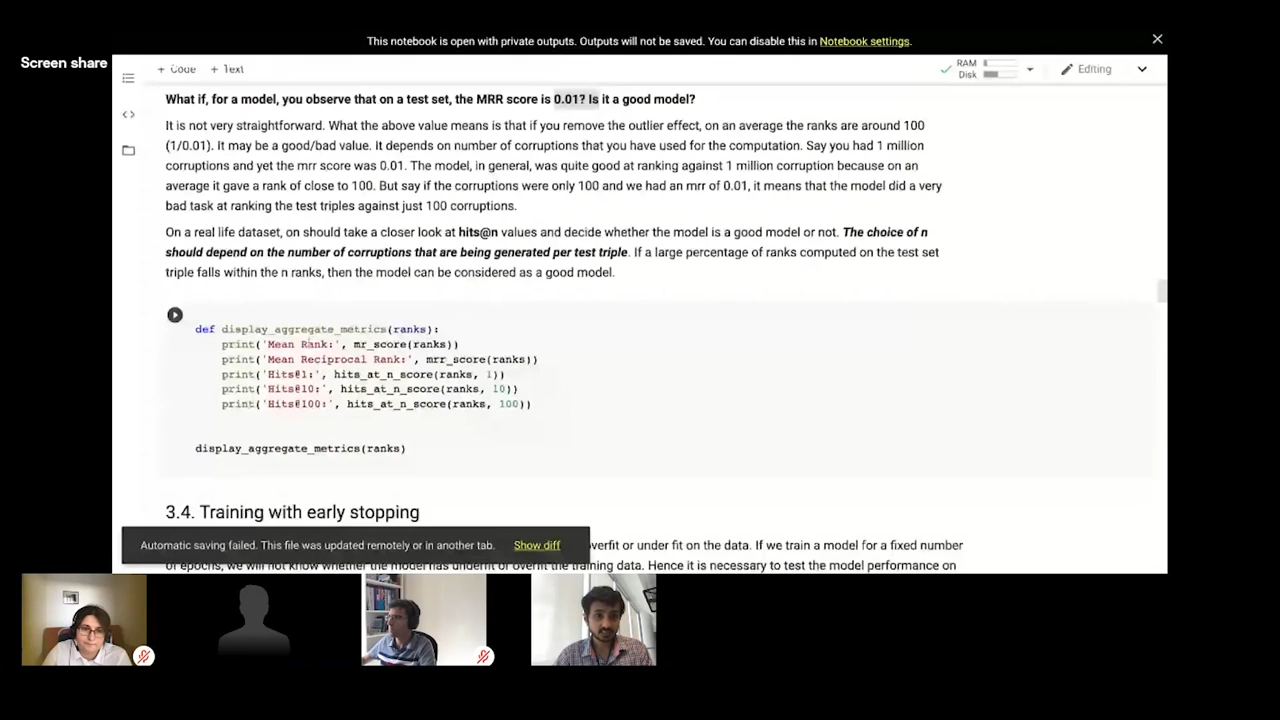 This notebook is open with private outputs. Outputs will not be saved. You can disable this in Notebook settings.
Screen share
+ Code + Text
RAM
Disk
Editing
What if, for a model, you observe that on a test set, the MRR score is 0.01? Is it a good model?
It is not very straightforward. What the above value means is that if you remove the outlier effect, on an average the ranks are around 100
(1/0.01). It may be a good/bad value. It depends on number of corruptions that you have used for the computation. Say you had 1 million
corruptions and yet the mrr score was 0.01. The model, in general, was quite good at ranking against 1 million corruption because on an
average it gave a rank of close to 100. But say if the corruptions were only 100 and we had an mrr of 0.01, it means that the model did a very
bad task at ranking the test triples against just 100 corruptions.
On a real life dataset, on should take a closer look at hits@n values and decide whether the model is a good model or not. The choice of n
should depend on the number of corruptions that are being generated per test triple. If a large percentage of ranks computed on the test set
triple falls within the n ranks, then the model can be considered as a good model.
def display_aggregate_metrics(ranks):
print('Mean Rank:', mr_score(ranks))
print('Mean Reciprocal Rank:', mrr_score(ranks))
print('Hits@1:', hits_at_n_score(ranks, 1))
print('Hits@10:', hits_at_n_score(ranks, 10))
print('Hits@100:', hits_at_n_score(ranks, 100))
display_aggregate_metrics(ranks)
3.4. Training with early stopping
Automatic saving failed. This file was updated remotely or in another tab. Show diff
overfit or under fit on the data. If we train a model for a fixed number
of epochs, we will not know whether the model has underfit or overfit the training data. Hence it is necessary to test the model performance on